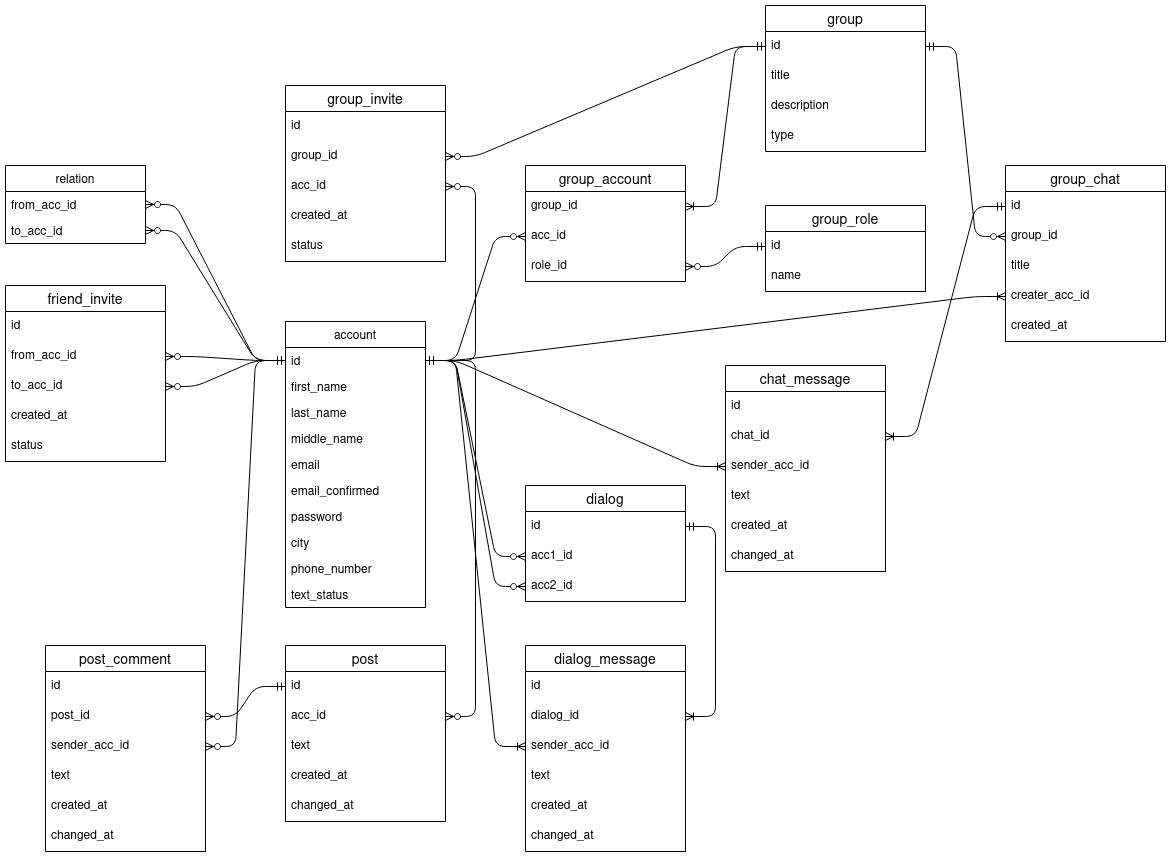 group
id
title
description
type
group_invite
id
group_id
acc_id
created_at
status
relation
from_acc_id
to_acc_id
group_account
group_id
acc_id
role_id
group_role
id
name
group_chat
id
group_id
title
creater_acc_id
created_at
friend_invite
id
from_acc_id
to_acc_id
created_at
status
account
id
first_name
last_name
middle_name
email
email_confirmed
password
city
phone_number
text_status
chat_message
id
chat_id
sender_acc_id
text
created_at
changed_at
dialog
id
acc1_id
acc2_id
post_comment
id
post_id
sender_acc_id
text
created_at
changed_at
post
id
acc_id
text
created_at
changed_at
dialog_message
id
dialog_id
sender_acc_id
text
created_at
changed_at